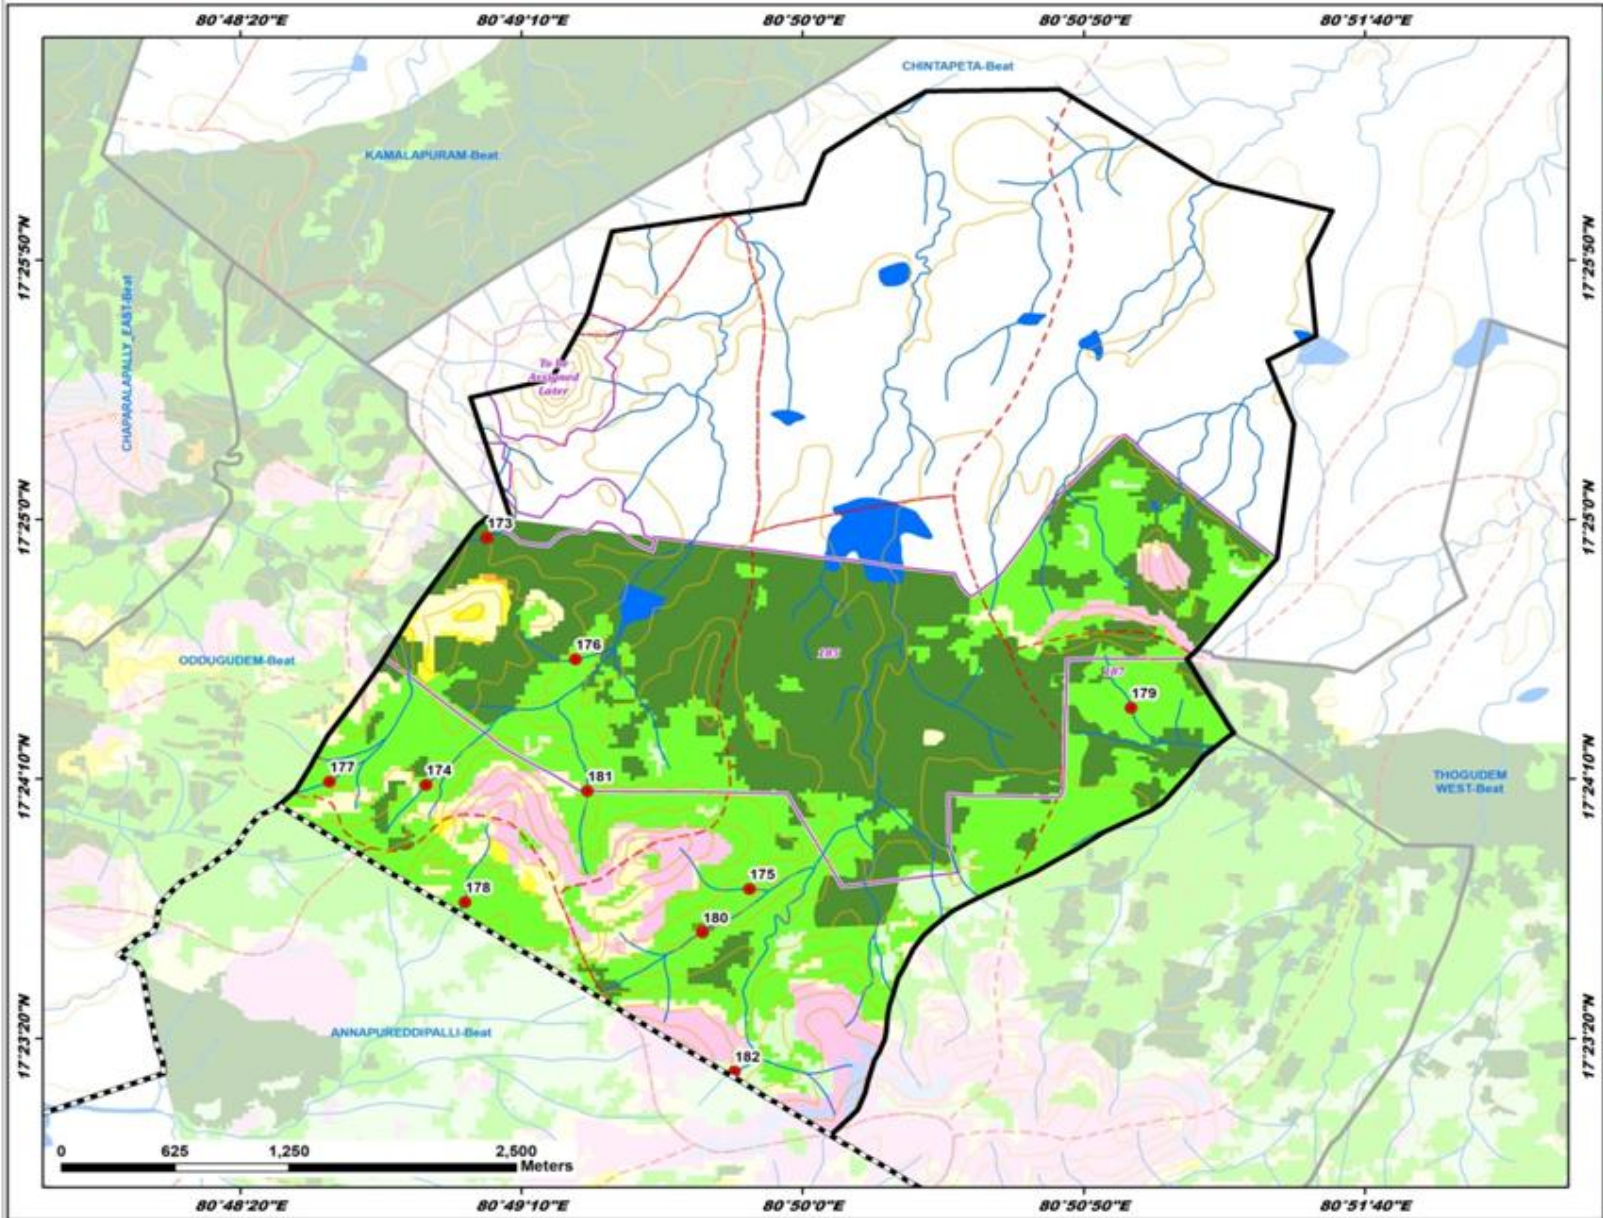 80°48'20"E 80°49'10"E 80°50'0"E 80°50'50"E 80°51'40"E
CHINTAPETA-Beat
KAMALAPURAM-Beat
17°25'50"N 17°25'50"N
CHAPARALAPALLY_EAST-Beat
To Be
Assigned
Later
17°25'0"N 17°25'0"N
173
176
185
ODDUGUDEM-Beat
187
179
177
174
181
17°24'10"N 17°24'10"N
THOGUDEM
WEST-Beat
178
175
180
ANNAPUREDDIPALLI-Beat
17°23'20"N 17°23'20"N
182
0 625 1,250 2,500
Meters
80°48'20"E 80°49'10"E 80°50'0"E 80°50'50"E 80°51'40"E